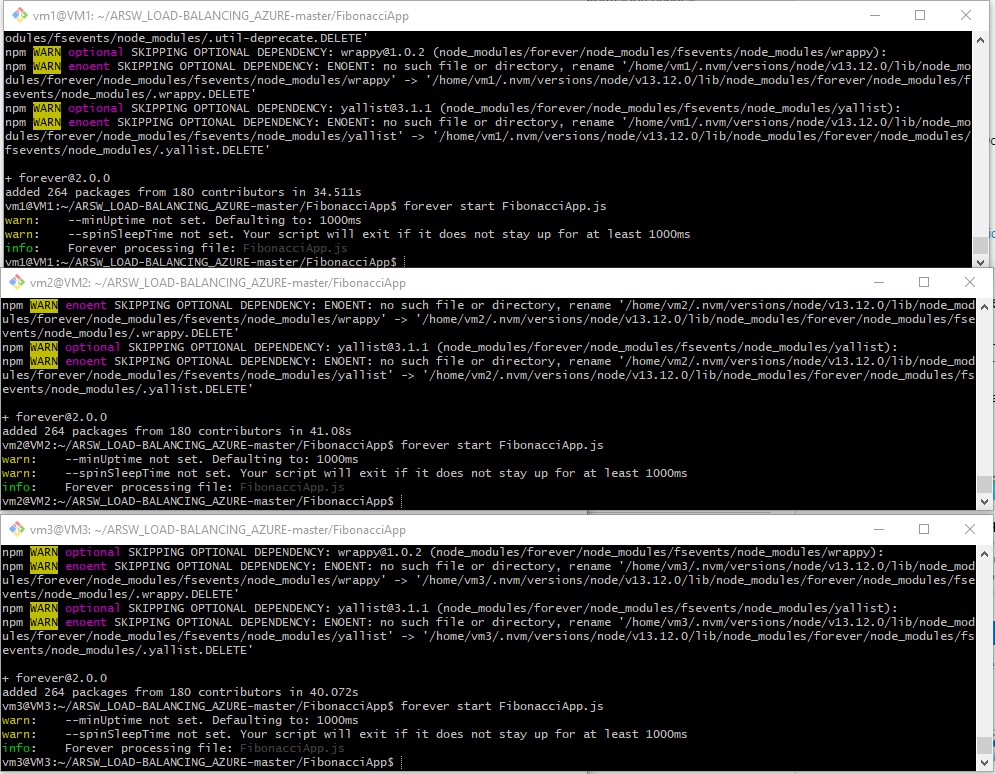 vm1@VM1: ~/ARSW_LOAD-BALANCING_AZURE-master/FibonacciApp
odules/fsevents/node_modules/.util-deprecate.DELETE'
npm WARN optional SKIPPING OPTIONAL DEPENDENCY: wrappy@1.0.2 (node_modules/forever/node_modules/fsevents/node_modules/wrappy):
npm WARN enoent SKIPPING OPTIONAL DEPENDENCY: ENOENT: no such file or directory, rename '/home/vm1/.nvm/versions/node/v13.12.0/lib/node_mo
dules/forever/node_modules/fsevents/node_modules/wrappy' -> '/home/vm1/.nvm/versions/node/v13.12.0/lib/node_modules/forever/node_modules/f
sevents/node_modules/.wrappy.DELETE'
npm WARN optional SKIPPING OPTIONAL DEPENDENCY: yallist@3.1.1 (node_modules/forever/node_modules/fsevents/node_modules/yallist):
npm WARN enoent SKIPPING OPTIONAL DEPENDENCY: ENOENT: no such file or directory, rename '/home/vm1/.nvm/versions/node/v13.12.0/lib/node_mo
dules/forever/node_modules/fsevents/node_modules/yallist' -> '/home/vm1/.nvm/versions/node/v13.12.0/lib/node_modules/forever/node_modules/
fsevents/node_modules/.yallist.DELETE'
+ forever@2.0.0
added 264 packages from 180 contributors in 34.511s
vm1@VM1:~/ARSW_LOAD-BALANCING_AZURE-master/FibonacciApp$ forever start FibonacciApp.js
warn:    --minUptime not set. Defaulting to: 1000ms
warn:    --spinSleepTime not set. Your script will exit if it does not stay up for at least 1000ms
info:    Forever processing file: FibonacciApp.js
vm1@VM1:~/ARSW_LOAD-BALANCING_AZURE-master/FibonacciApp$
vm2@VM2: ~/ARSW_LOAD-BALANCING_AZURE-master/FibonacciApp
npm WARN enoent SKIPPING OPTIONAL DEPENDENCY: ENOENT: no such file or directory, rename '/home/vm2/.nvm/versions/node/v13.12.0/lib/node_mod
ules/forever/node_modules/fsevents/node_modules/wrappy' -> '/home/vm2/.nvm/versions/node/v13.12.0/lib/node_modules/forever/node_modules/fse
vents/node_modules/.wrappy.DELETE'
npm WARN optional SKIPPING OPTIONAL DEPENDENCY: yallist@3.1.1 (node_modules/forever/node_modules/fsevents/node_modules/yallist):
npm WARN enoent SKIPPING OPTIONAL DEPENDENCY: ENOENT: no such file or directory, rename '/home/vm2/.nvm/versions/node/v13.12.0/lib/node_mod
ules/forever/node_modules/fsevents/node_modules/yallist' -> '/home/vm2/.nvm/versions/node/v13.12.0/lib/node_modules/forever/node_modules/fs
events/node_modules/.yallist.DELETE'
+ forever@2.0.0
added 264 packages from 180 contributors in 41.08s
vm2@VM2:~/ARSW_LOAD-BALANCING_AZURE-master/FibonacciApp$ forever start FibonacciApp.js
warn:    --minUptime not set. Defaulting to: 1000ms
warn:    --spinSleepTime not set. Your script will exit if it does not stay up for at least 1000ms
info:    Forever processing file: FibonacciApp.js
vm2@VM2:~/ARSW_LOAD-BALANCING_AZURE-master/FibonacciApp$
vm3@VM3: ~/ARSW_LOAD-BALANCING_AZURE-master/FibonacciApp
npm WARN optional SKIPPING OPTIONAL DEPENDENCY: wrappy@1.0.2 (node_modules/forever/node_modules/fsevents/node_modules/wrappy):
npm WARN enoent SKIPPING OPTIONAL DEPENDENCY: ENOENT: no such file or directory, rename '/home/vm3/.nvm/versions/node/v13.12.0/lib/node_mod
ules/forever/node_modules/fsevents/node_modules/wrappy' -> '/home/vm3/.nvm/versions/node/v13.12.0/lib/node_modules/forever/node_modules/fse
vents/node_modules/.wrappy.DELETE'
npm WARN optional SKIPPING OPTIONAL DEPENDENCY: yallist@3.1.1 (node_modules/forever/node_modules/fsevents/node_modules/yallist):
npm WARN enoent SKIPPING OPTIONAL DEPENDENCY: ENOENT: no such file or directory, rename '/home/vm3/.nvm/versions/node/v13.12.0/lib/node_mod
ules/forever/node_modules/fsevents/node_modules/yallist' -> '/home/vm3/.nvm/versions/node/v13.12.0/lib/node_modules/forever/node_modules/fs
events/node_modules/.yallist.DELETE'
+ forever@2.0.0
added 264 packages from 180 contributors in 40.072s
vm3@VM3:~/ARSW_LOAD-BALANCING_AZURE-master/FibonacciApp$ forever start FibonacciApp.js
warn:    --minUptime not set. Defaulting to: 1000ms
warn:    --spinSleepTime not set. Your script will exit if it does not stay up for at least 1000ms
info:    Forever processing file: FibonacciApp.js
vm3@VM3:~/ARSW_LOAD-BALANCING_AZURE-master/FibonacciApp$